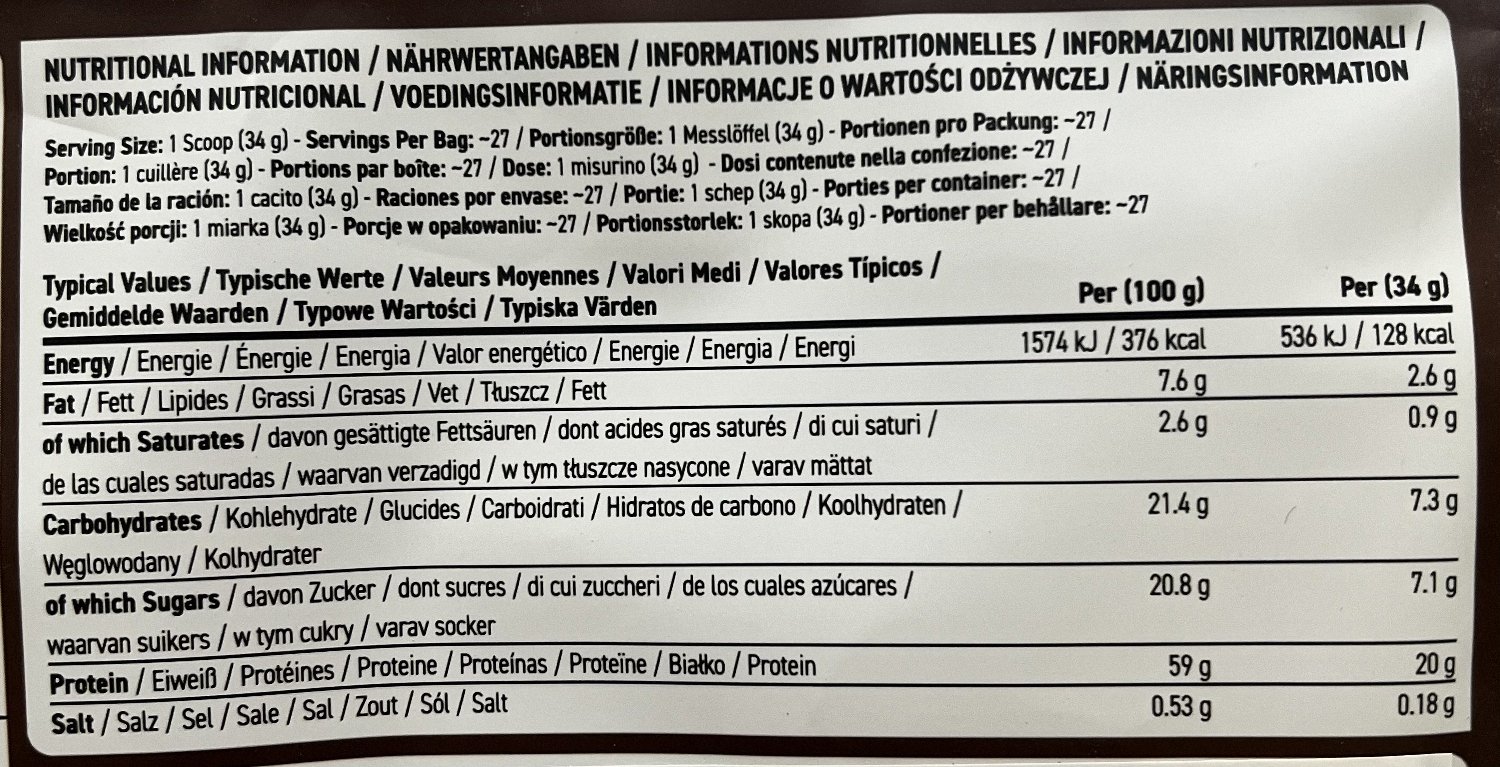 NUTRITIONAL INFORMATION / NÄHRWERTANGABEN / INFORMATIONS NUTRITIONNELLES / INFORMAZIONI NUTRIZIONALI /
INFORMACIÓN NUTRICIONAL / VOEDINGSINFORMATIE / INFORMACJE O WARTOŚCI ODŻYWCZEJ / NÄRINGSINFORMATION
Serving Size: 1 Scoop (34 g) - Servings Per Bag: ~27 / Portionsgröße: 1 Messlöffel (34 g) - Portionen pro Packung: ~27 /
Portion: 1 cuillère (34 g) - Portions par boîte: ~27 / Dose: 1 misurino (34 g) - Dosi contenute nella confezione: ~27 /
Tamaño de la ración: 1 cacito (34 g) - Raciones por envase: ~27 / Portie: 1 schep (34 g) - Porties per container: ~27 /
Wielkość porcji: 1 miarka (34 g) - Porcje w opakowaniu: ~27 / Portionsstorlek: 1 skopa (34 g) - Portioner per behållare: ~27
Typical Values / Typische Werte / Valeurs Moyennes / Valori Medi / Valores Típicos /
Gemiddelde Waarden / Typowe Wartości / Typiska Värden Per (100 g) Per (34 g)
Energy / Energie / Énergie / Energia / Valor energético / Energie / Energia / Energi 1574 kJ / 376 kcal 536 kJ / 128 kcal
Fat / Fett / Lipides / Grassi / Grasas / Vet / Tłuszcz / Fett 7.6 g 2.6 g
of which Saturates / davon gesättigte Fettsäuren / dont acides gras saturés / di cui saturi / 2.6 g 0.9 g
de las cuales saturadas / waarvan verzadigd / w tym tłuszcze nasycone / varav mättat
Carbohydrates / Kohlehydrate / Glucides / Carboidrati / Hidratos de carbono / Koolhydraten / 21.4 g 7.3 g
Węglowodany / Kolhydrater
of which Sugars / davon Zucker / dont sucres / di cui zuccheri / de los cuales azúcares / 20.8 g 7.1 g
waarvan suikers / w tym cukry / varav socker
Protein / Eiweiß / Protéines / Proteine / Proteínas / Proteïne / Białko / Protein 59 g 20 g
Salt / Salz / Sel / Sale / Sal / Zout / Sól / Salt 0.53 g 0.18 g